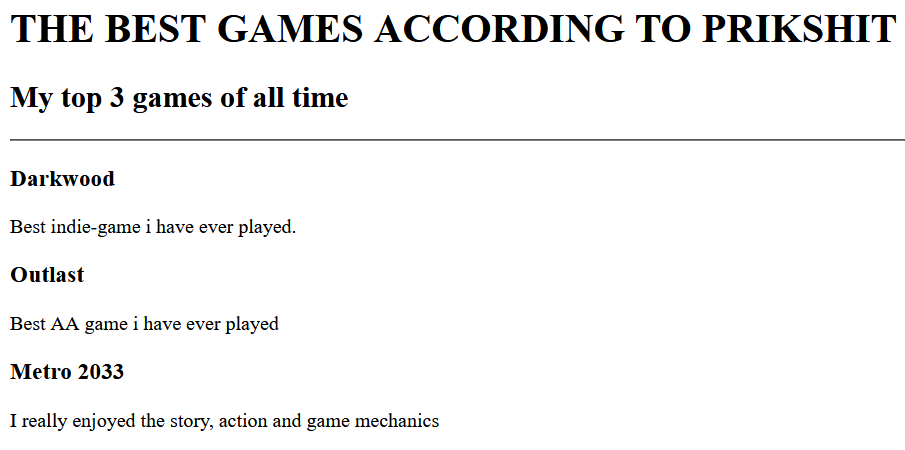 THE BEST GAMES ACCORDING TO PRIKSHIT
My top 3 games of all time
Darkwood
Best indie-game i have ever played.
Outlast
Best AA game i have ever played
Metro 2033
I really enjoyed the story, action and game mechanics